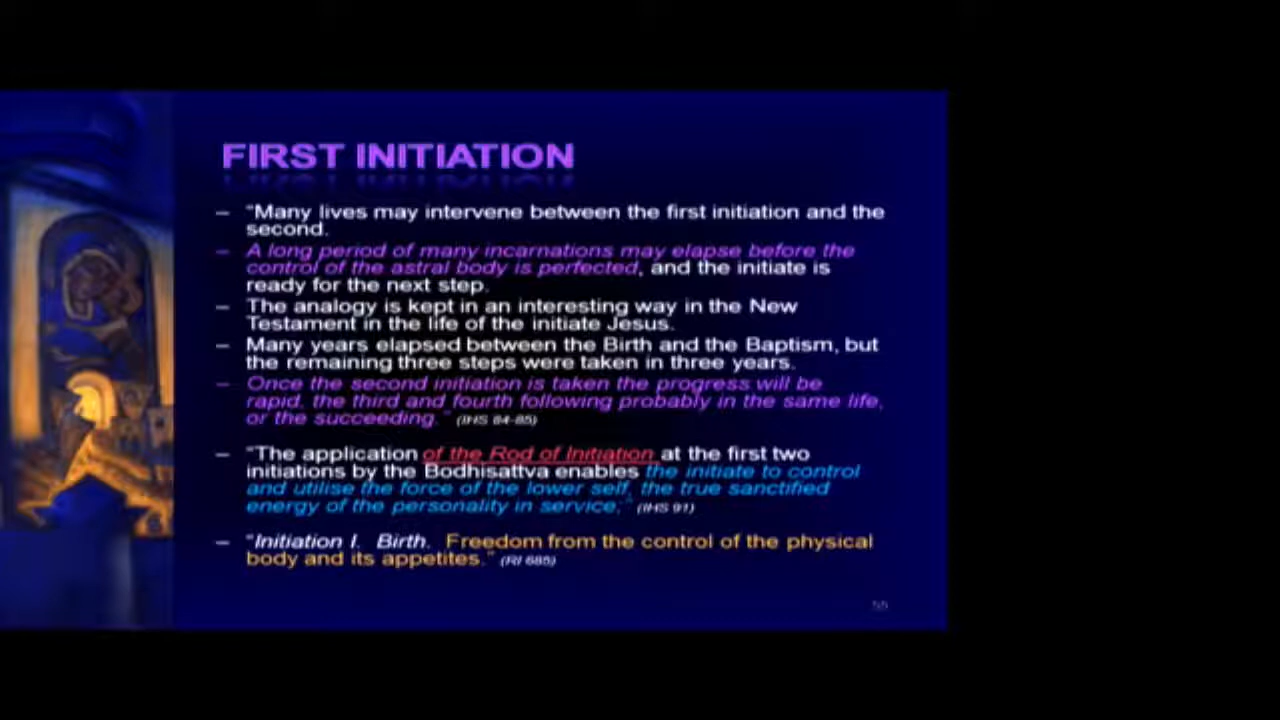 FIRST INITIATION
– "Many lives may intervene between the first initiation and the
second.
– A long period of many incarnations may elapse before the
control of the astral body is perfected, and the initiate is
ready for the next step.
– The analogy is kept in an interesting way in the New
Testament in the life of the initiate Jesus.
– Many years elapsed between the Birth and the Baptism, but
the remaining three steps were taken in three years.
– Once the second initiation is taken the progress will be
rapid, the third and fourth following probably in the same life,
or the succeeding." (IHS 84-85)
– "The application of the Rod of Initiation at the first two
initiations by the Bodhisattva enables the initiate to control
and utilise the force of the lower self, the true sanctified
energy of the personality in service;" (IHS 91)
– "Initiation I. Birth. Freedom from the control of the physical
body and its appetites." (RI 685)
55